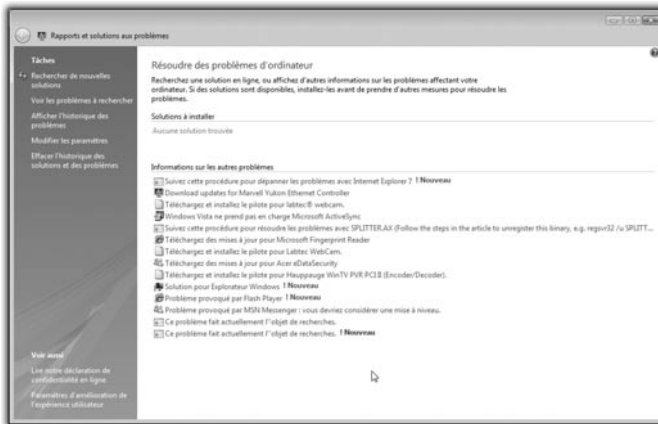 Rapports et solutions aux problèmes
Tâches
Rechercher de nouvelles
solutions
Voir les problèmes à rechercher
Afficher l'historique des
problèmes
Modifier les paramètres
Effacer l'historique des
solutions et des problèmes
Voir aussi
Lire notre déclaration de
confidentialité en ligne
Paramètres d'amélioration de
l'expérience utilisateur
Résoudre des problèmes d'ordinateur
Recherchez une solution en ligne, ou affichez d'autres informations sur les problèmes affectant votre
ordinateur. Si des solutions sont disponibles, installez-les avant de prendre d'autres mesures pour résoudre les
problèmes.
Solutions à installer
Aucune solution trouvée
Informations sur les autres problèmes
Suivez cette procédure pour dépanner les problèmes avec Internet Explorer 7 ! Nouveau
Download updates for Marvell Yukon Ethernet Controller
Téléchargez et installez le pilote pour labtec® webcam.
Windows Vista ne prend pas en charge Microsoft ActiveSync
Suivez cette procédure pour résoudre les problèmes avec SPLITTER.AX (Follow the steps in the article to unregister this binary, e.g. regsvr32 /u SPLITT...
Téléchargez des mises à jour pour Microsoft Fingerprint Reader
Téléchargez et installez le pilote pour Labtec WebCam.
Téléchargez des mises à jour pour Acer eDataSecurity
Téléchargez et installez le pilote pour Hauppauge WinTV PVR PCI II (Encoder/Decoder).
Solution pour Explorateur Windows ! Nouveau
Problème provoqué par Flash Player ! Nouveau
Problème provoqué par MSN Messenger : vous devriez considérer une mise à niveau.
Ce problème fait actuellement l''objet de recherches.
Ce problème fait actuellement l''objet de recherches. ! Nouveau